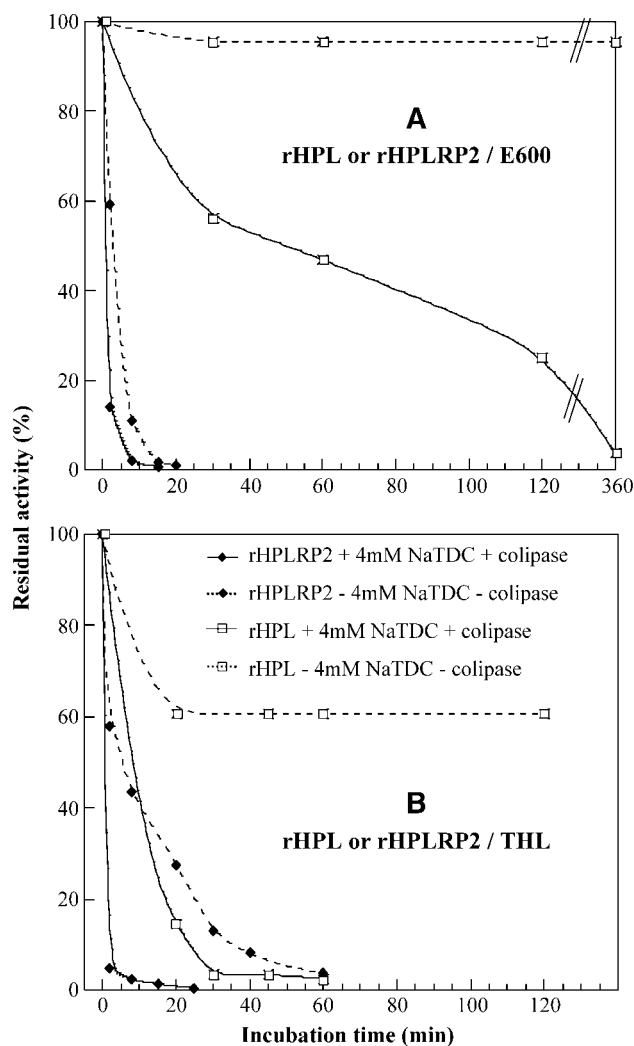 100
80
60
40
20
0
A
rHPL or rHPLRP2 / E600
0
20
40
60
80
100
120
360
Residual activity (%)
100
80
60
40
20
0
rHPLRP2 + 4mM NaTDC + colipase
rHPLRP2 - 4mM NaTDC - colipase
rHPL + 4mM NaTDC + colipase
rHPL - 4mM NaTDC - colipase
B
rHPL or rHPLRP2 / THL
0
20
40
60
80
100
120
Incubation time (min)